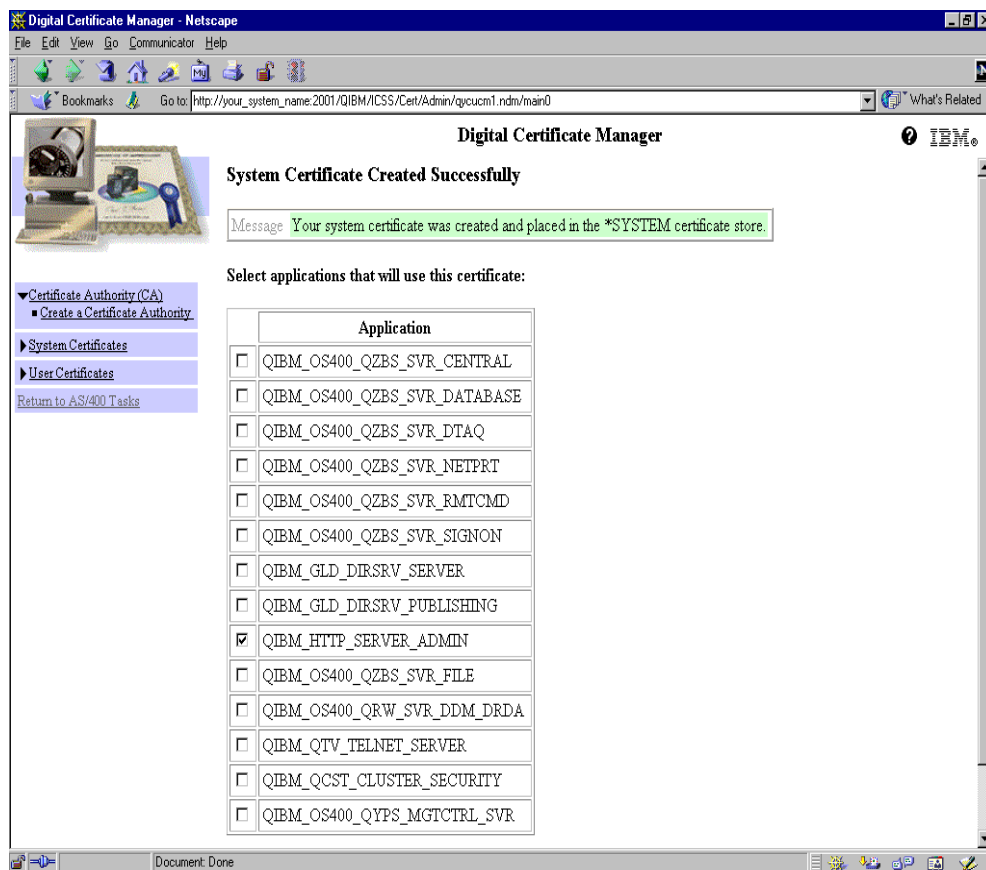 Digital Certificate Manager - Netscape
File Edit View Go Communicator Help
My
Bookmarks Go to: http://your_system_name:2001/QIBM/ICSS/Cert/Admin/qycucm1.ndm/main0 What's Related
Digital Certificate Manager
IBM
System Certificate Created Successfully
Message Your system certificate was created and placed in the *SYSTEM certificate store.
Select applications that will use this certificate:
Certificate Authority (CA)
Create a Certificate Authority
System Certificates
User Certificates
Return to AS/400 Tasks
Application
QIBM_OS400_QZBS_SVR_CENTRAL
QIBM_OS400_QZBS_SVR_DATABASE
QIBM_OS400_QZBS_SVR_DTAQ
QIBM_OS400_QZBS_SVR_NETPRT
QIBM_OS400_QZBS_SVR_RMTCMD
QIBM_OS400_QZBS_SVR_SIGNON
QIBM_GLD_DIRSRV_SERVER
QIBM_GLD_DIRSRV_PUBLISHING
QIBM_HTTP_SERVER_ADMIN
QIBM_OS400_QZBS_SVR_FILE
QIBM_OS400_QRW_SVR_DDM_DRDA
QIBM_QTV_TELNET_SERVER
QIBM_QCST_CLUSTER_SECURITY
QIBM_OS400_QYPS_MGTCTRL_SVR
Document: Done